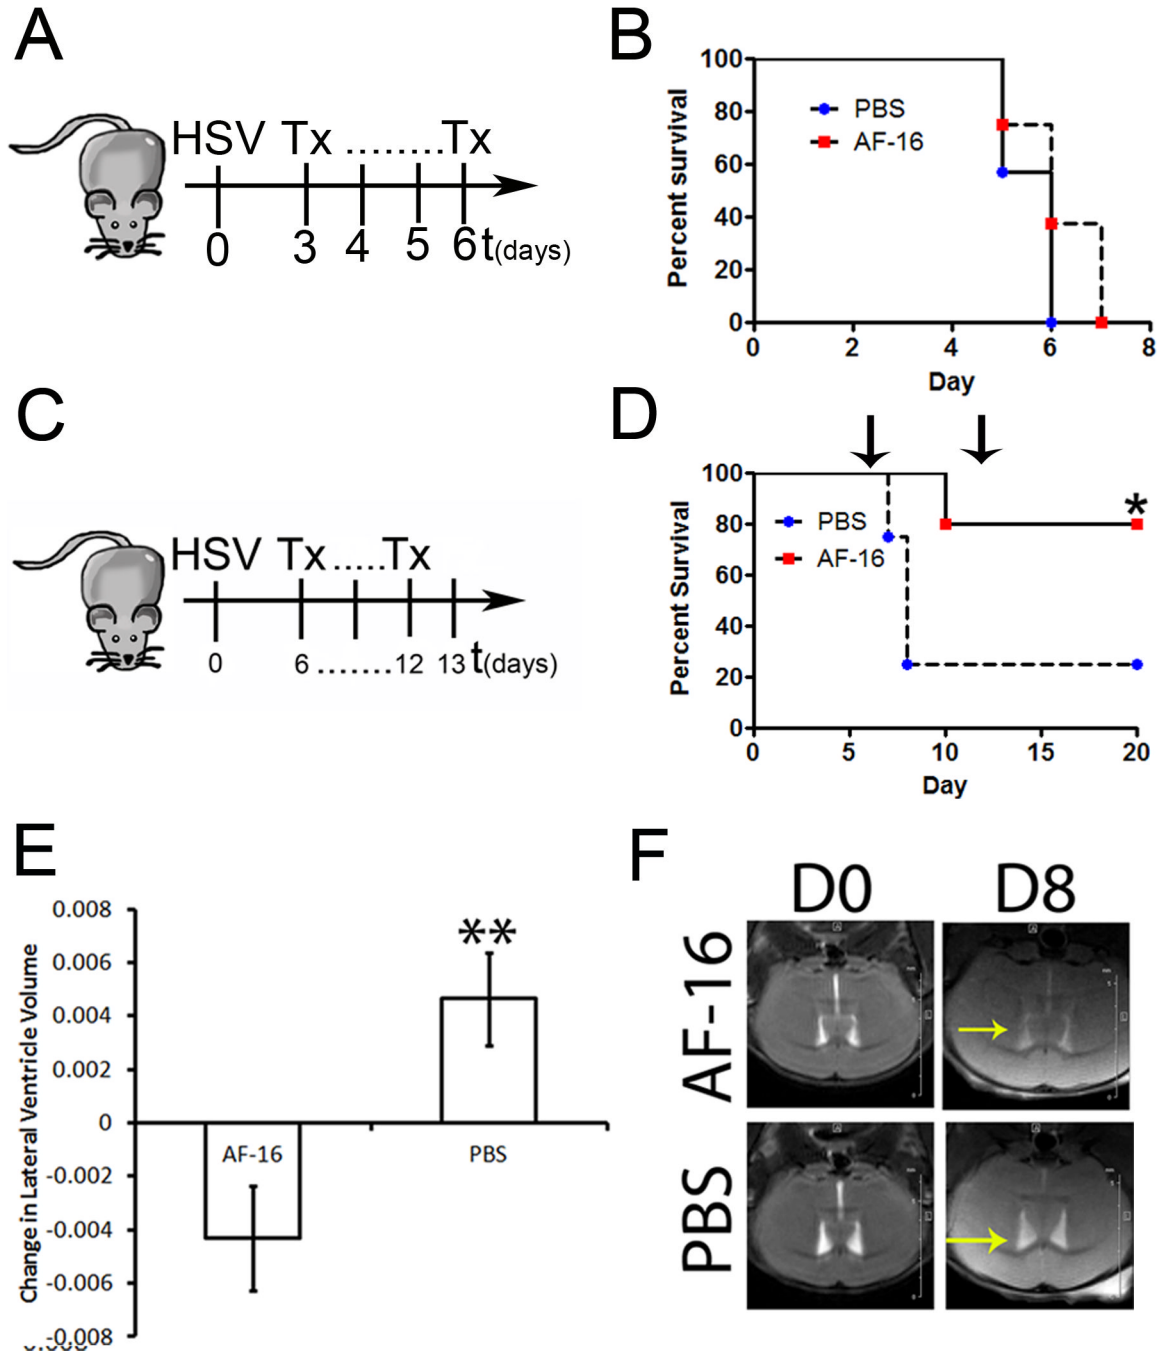 A
HSV Tx ........Tx
0 3 4 5 6 t(days)
B
Percent survival
100
80
60
40
20
0
PBS
AF-16
0 2 4 6 8
Day
C
HSV Tx.....Tx
0 6........12 13 t(days)
D
Percent Survival
100
80
60
40
20
0
PBS
AF-16
*
0 5 10 15 20
Day
E
Change in Lateral Ventricle Volume
0.008
0.006
0.004
0.002
0
-0.002
-0.004
-0.006
-0.008
**
AF-16 PBS
F
D0 D8
AF-16
PBS